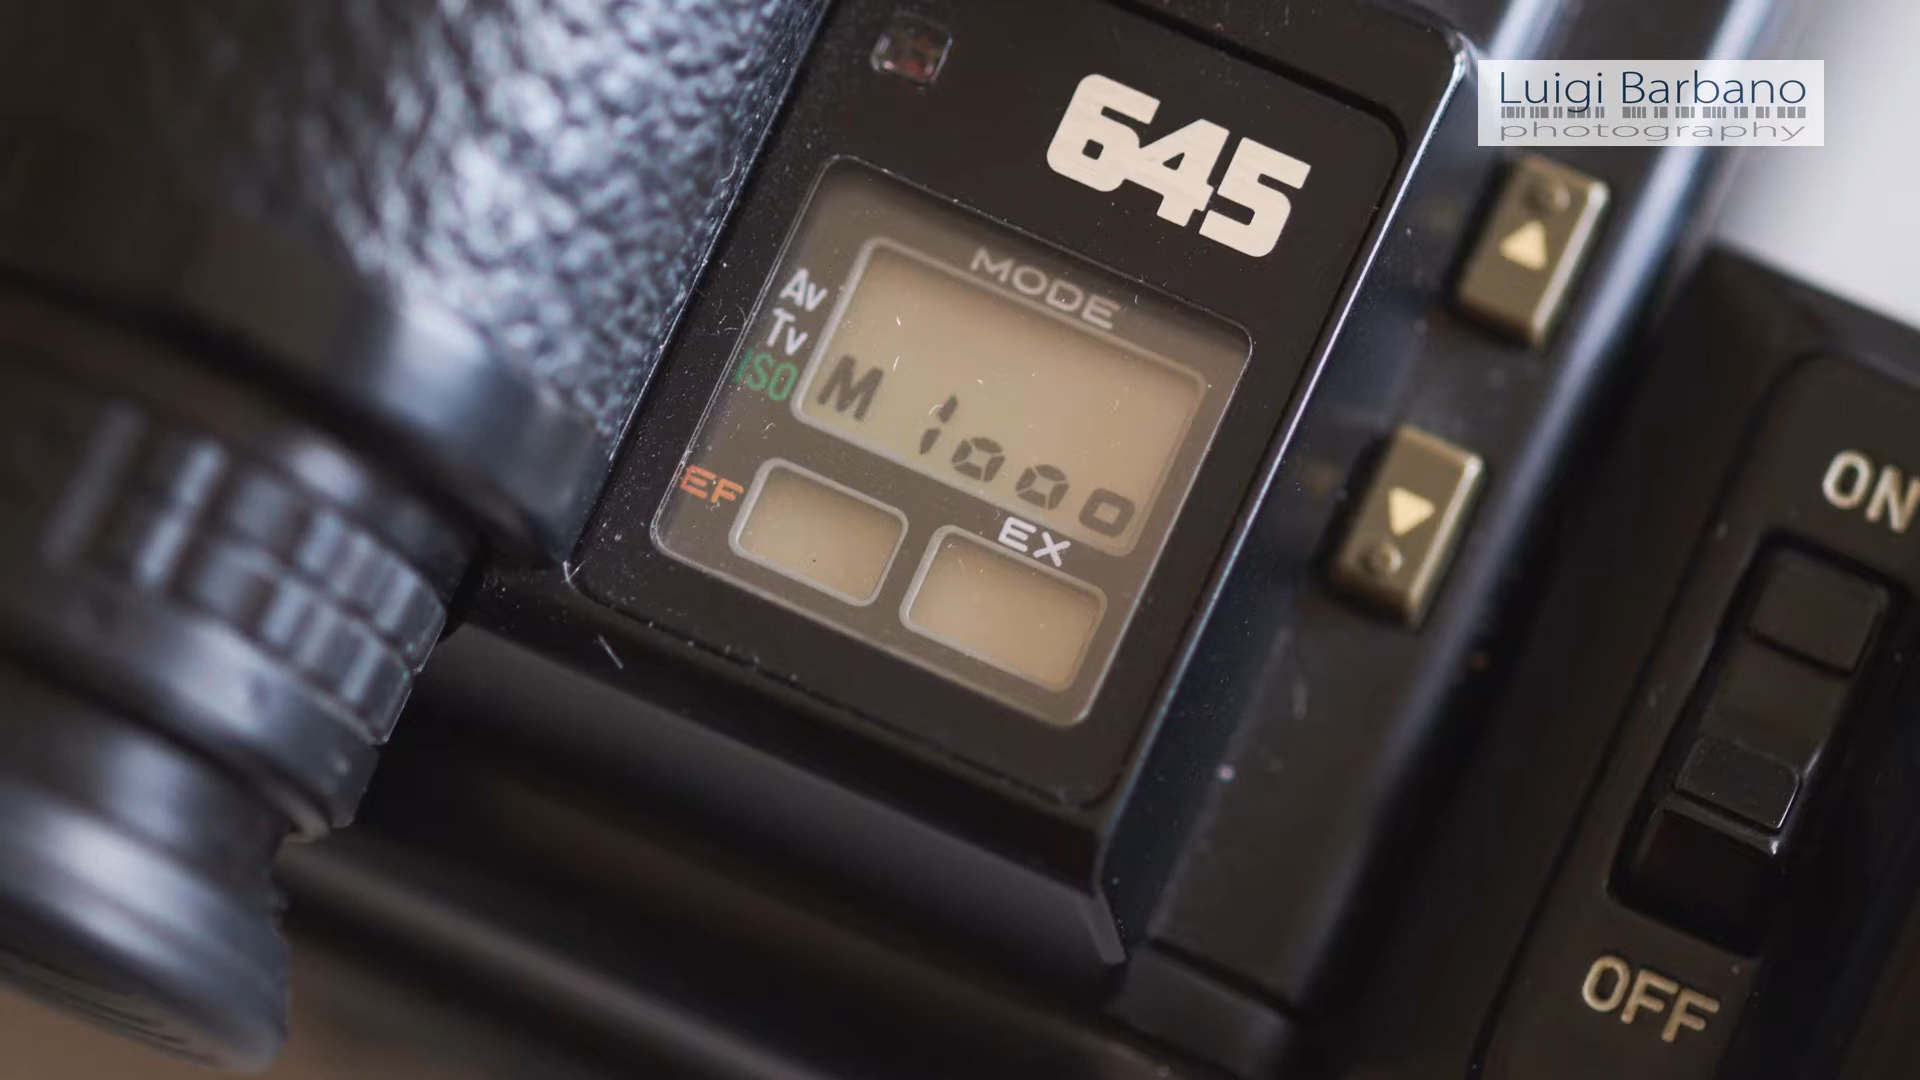 Luigi Barbano
photography
645
MODE
Av
Tv
ISO
M 1000
EF
EX
ON
OFF